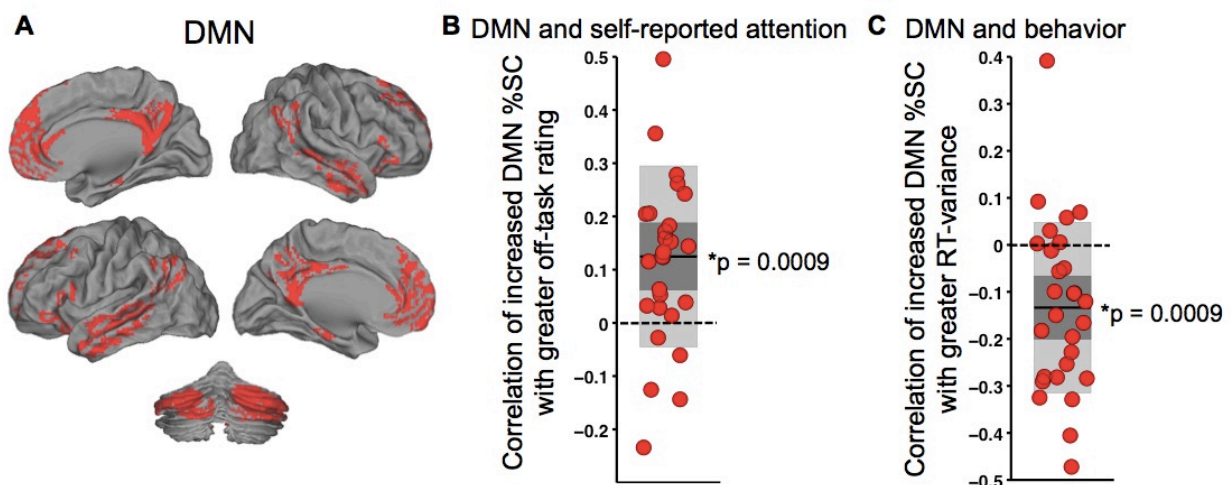 A
DMN
B DMN and self-reported attention
Correlation of increased DMN %SC
with greater off-task rating
0.5
0.4
0.3
0.2
0.1
0
−0.1
−0.2
*p = 0.0009
C DMN and behavior
Correlation of increased DMN %SC
with greater RT-variance
0.4
0.3
0.2
0.1
0
−0.1
−0.2
−0.3
−0.4
−0.5
*p = 0.0009